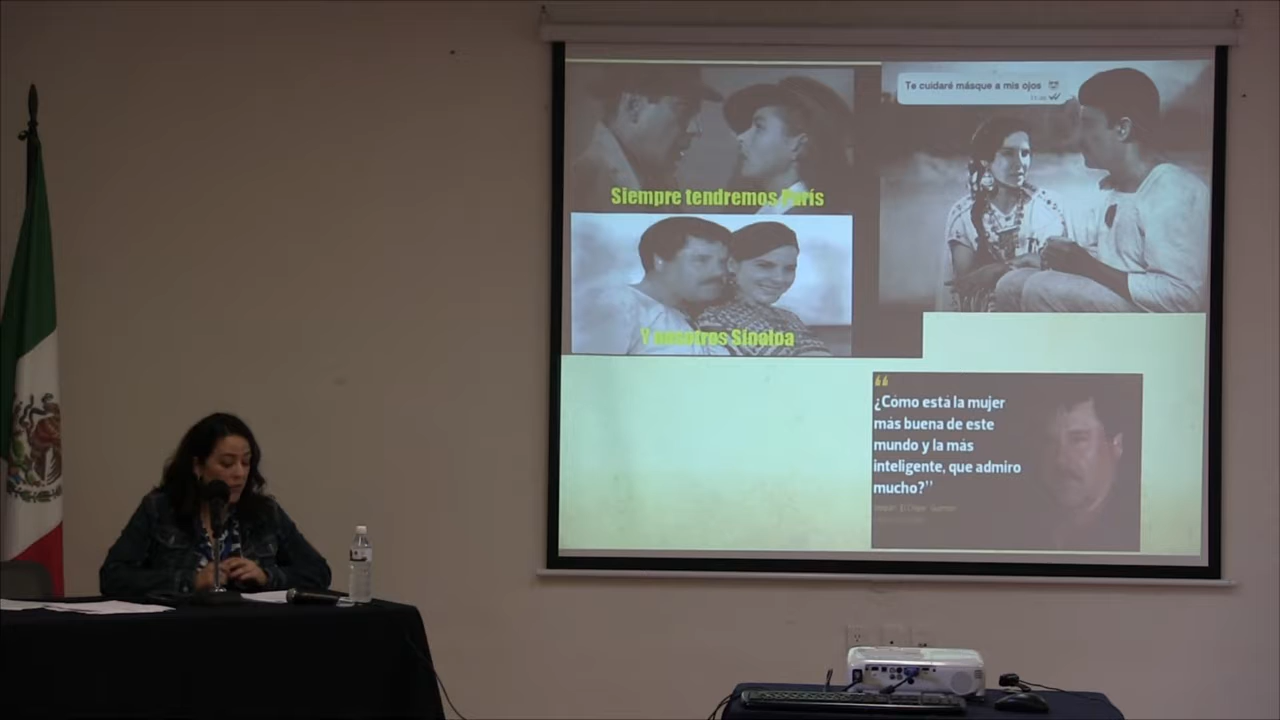 Te cuidaré másque a mis ojos
Siempre tendremos París
Y nosotros Sinaloa
“
¿Cómo está la mujer
más buena de este
mundo y la más
inteligente, que admiro
mucho?”